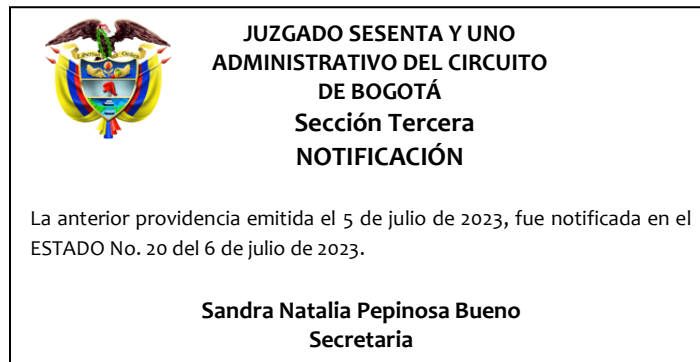 JUZGADO SESENTA Y UNO
ADMINISTRATIVO DEL CIRCUITO
DE BOGOTÁ
Sección Tercera
NOTIFICACIÓN
La anterior providencia emitida el 5 de julio de 2023, fue notificada en el
ESTADO No. 20 del 6 de julio de 2023.
Sandra Natalia Pepinosa Bueno
Secretaria